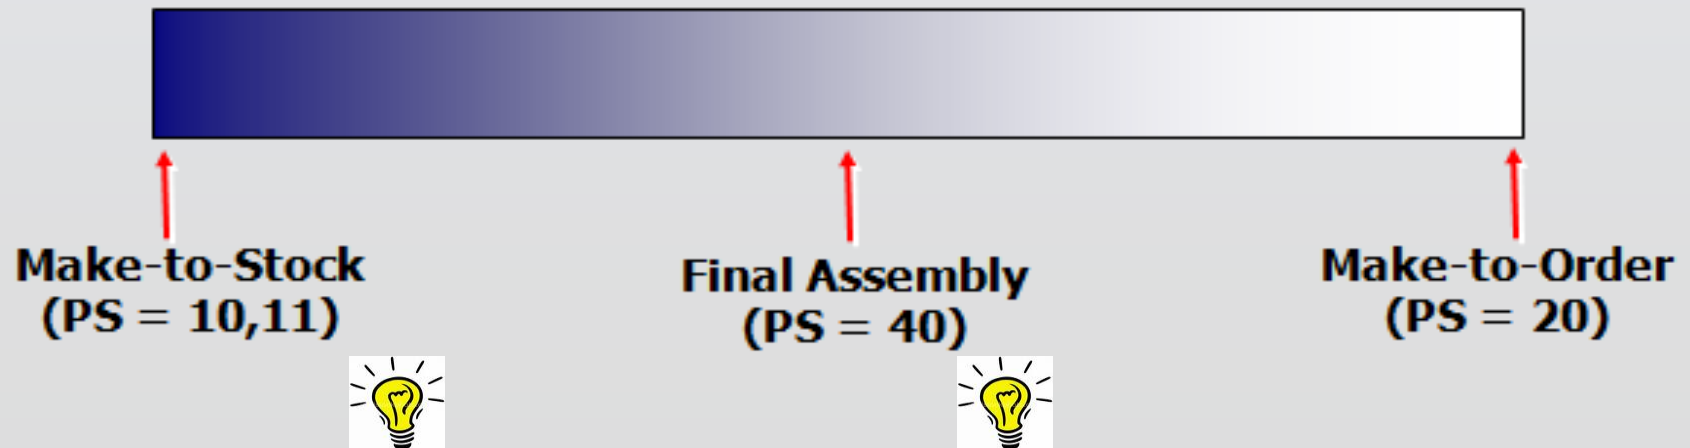 Make-to-Stock
(PS = 10,11)
Final Assembly
(PS = 40)
Make-to-Order
(PS = 20)